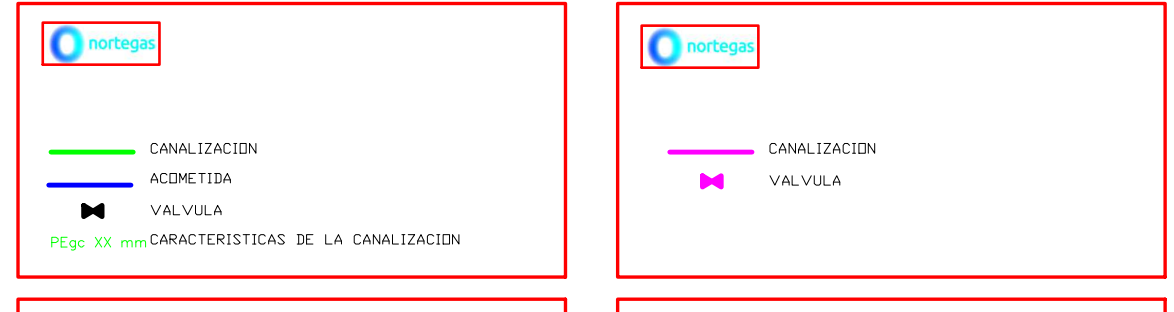 nortegas
CANALIZACION
ACOMETIDA
VALVULA
PEgc XX mm CARACTERISTICAS DE LA CANALIZACION
nortegas
CANALIZACION
VALVULA